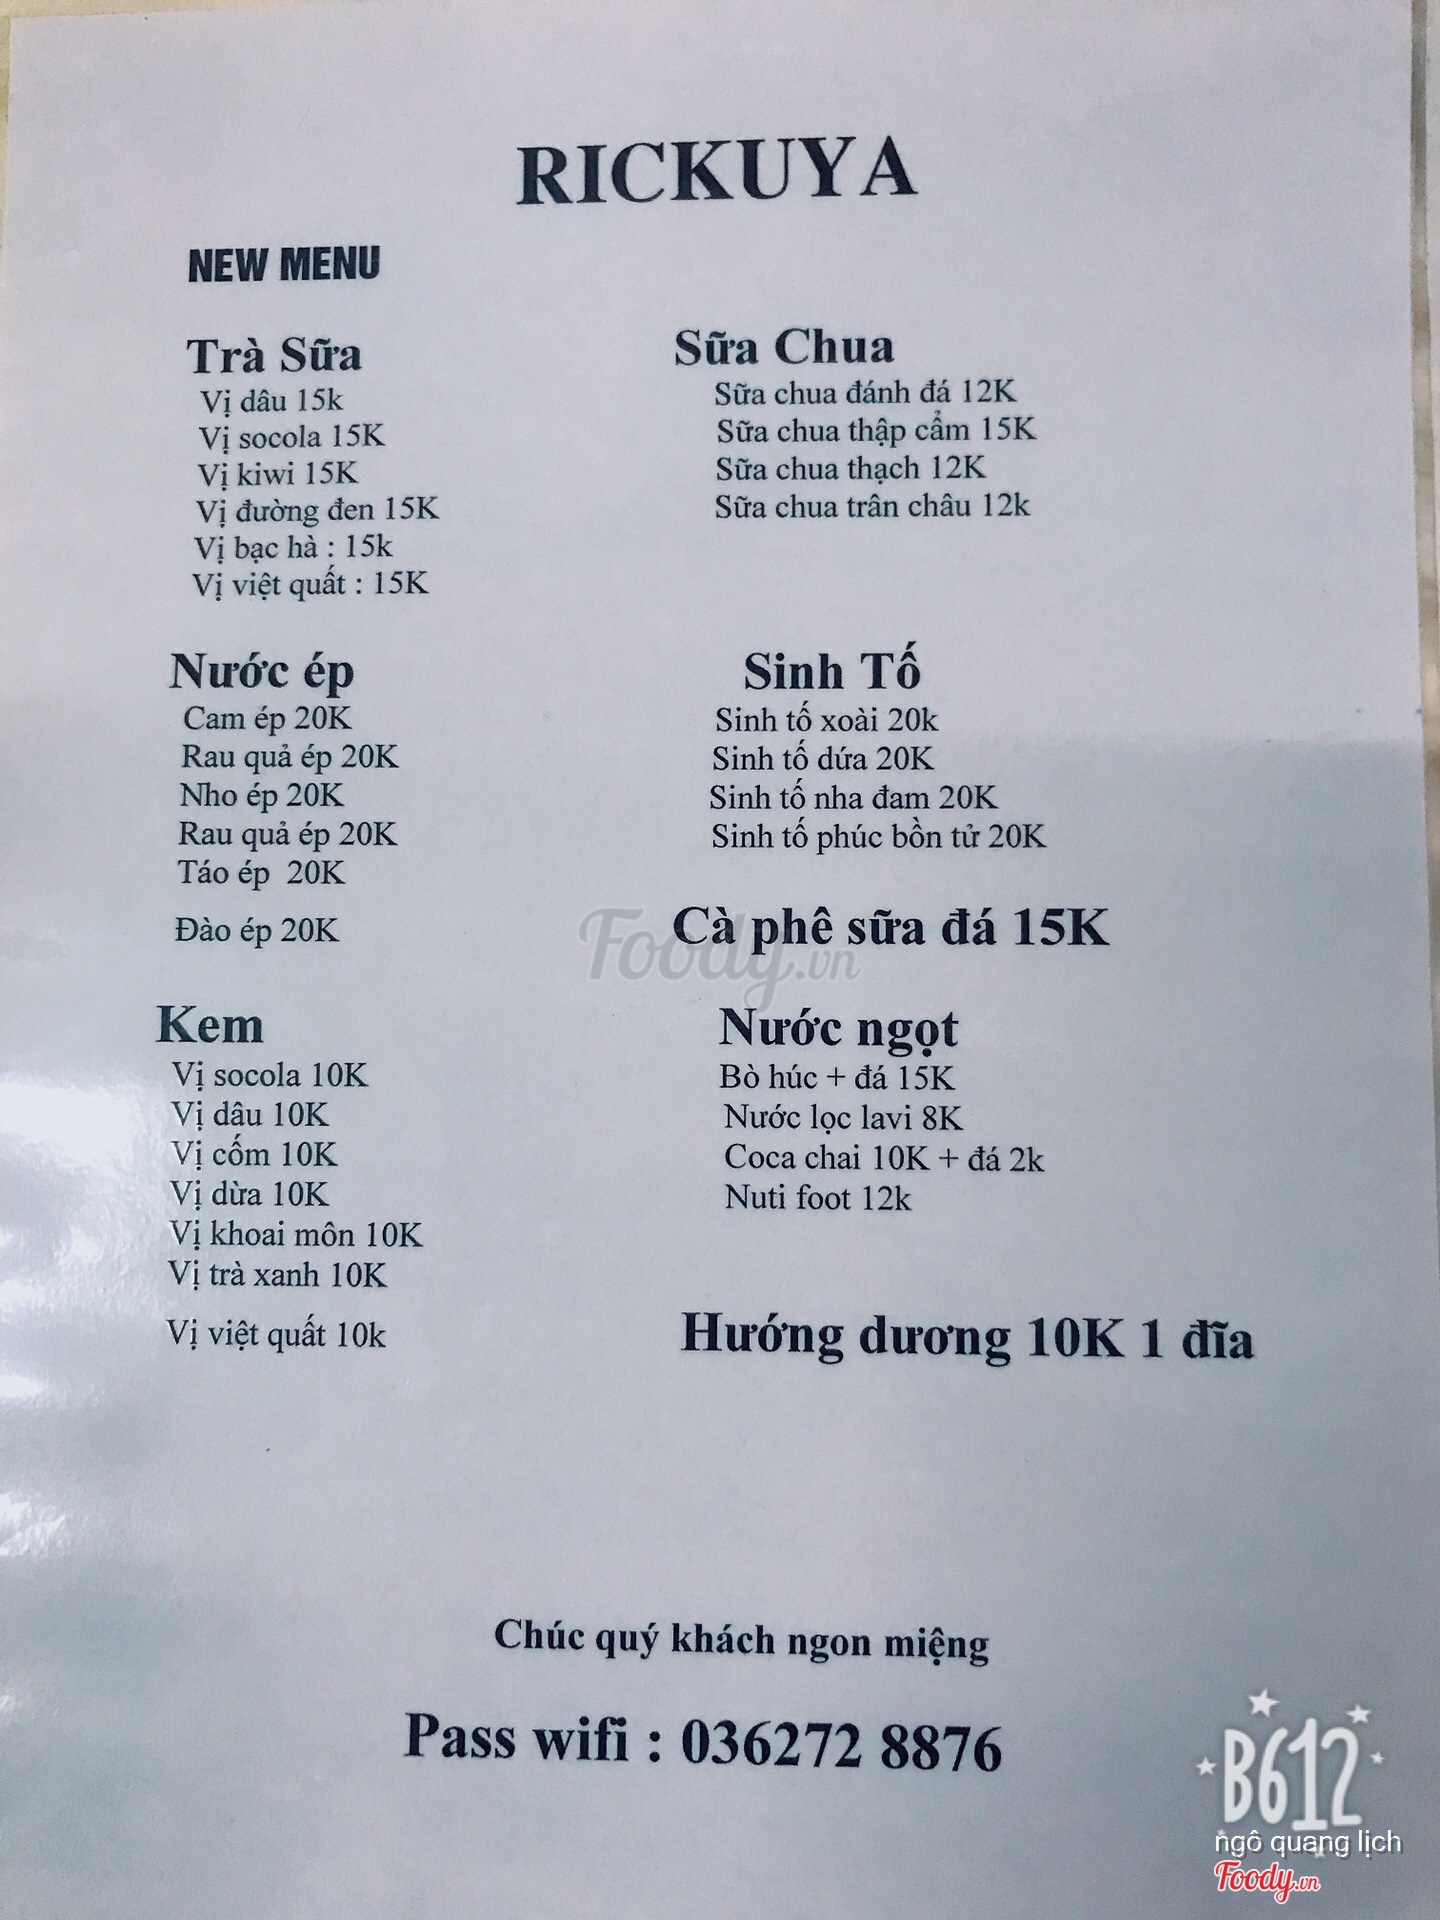 RICKUYA
NEW MENU
Trà Sữa
Vị dâu 15k
Vị socola 15K
Vị kiwi 15K
Vị đường đen 15K
Vị bạc hà : 15k
Vị việt quất : 15K
Sữa Chua
Sữa chua đánh đá 12K
Sữa chua thập cẩm 15K
Sữa chua thạch 12K
Sữa chua trân châu 12k
Nước ép
Cam ép 20K
Rau quả ép 20K
Nho ép 20K
Rau quả ép 20K
Táo ép 20K
Đào ép 20K
Sinh Tố
Sinh tố xoài 20k
Sinh tố dứa 20K
Sinh tố nha đam 20K
Sinh tố phúc bồn tử 20K
Cà phê sữa đá 15K
Foody.vn
Kem
Vị socola 10K
Vị dâu 10K
Vị cốm 10K
Vị dừa 10K
Vị khoai môn 10K
Vị trà xanh 10K
Vị việt quất 10k
Nước ngọt
Bò húc + đá 15K
Nước lọc lavi 8K
Coca chai 10K + đá 2k
Nuti foot 12k
Hướng dương 10K 1 đĩa
Chúc quý khách ngon miệng
Pass wifi : 036272 8876
B612
ngô quang lịch
Foody.vn